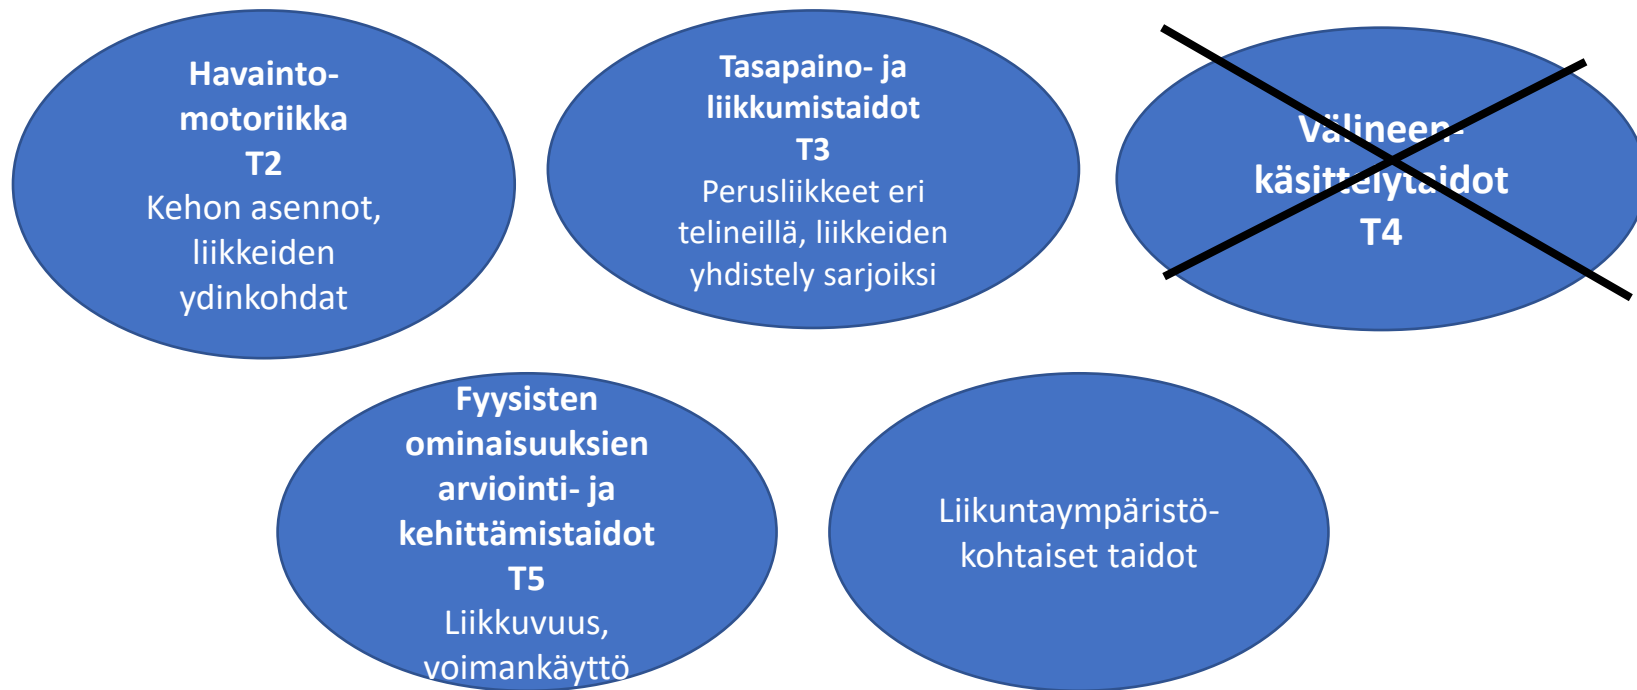 Havainto-
motoriikka
T2
Kehon asennot,
liikkeiden
ydinkohdat
Tasapaino- ja
liikkumistaidot
T3
Perusliikkeet eri
telineillä, liikkeiden
yhdistely sarjoiksi
Välineen-
käsittelytaidot
T4
Fyysisten
ominaisuuksien
arviointi- ja
kehittämistaidot
T5
Liikkuvuus,
voimankäyttö
Liikuntaympäristö-
kohtaiset taidot